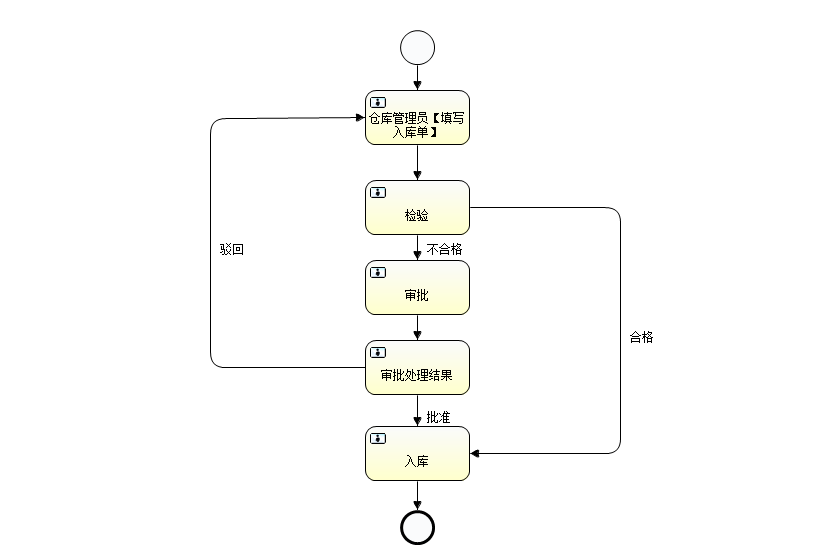 仓库管理员【填写
入库单】
检验
驳回
不合格
审批
合格
审批处理结果
批准
入库